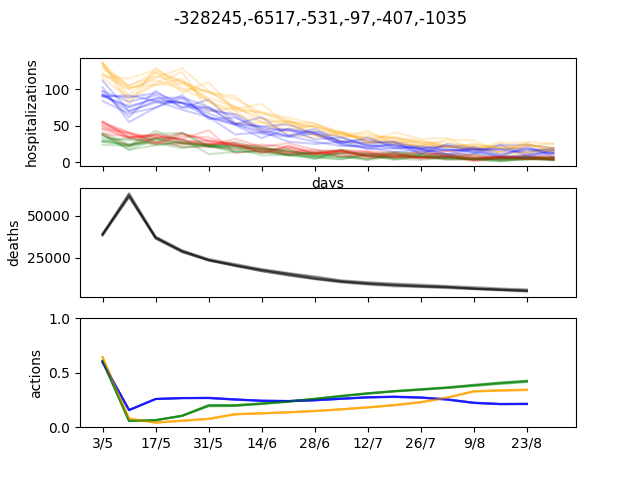 -328245,-6517,-531,-97,-407,-1035
hospitalizations
100
50
0
days
deaths
50000
25000
actions
1.0
0.5
0.0
3/5 17/5 31/5 14/6 28/6 12/7 26/7 9/8 23/8